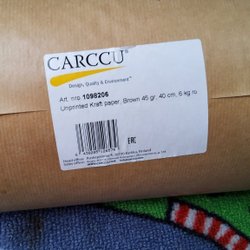 CARCCU®
Design, Quality & Environment™
Art. nro 1098206
Unprinted Kraft paper, Brown 45 gr, 40 cm, 6 kg ro
EAC